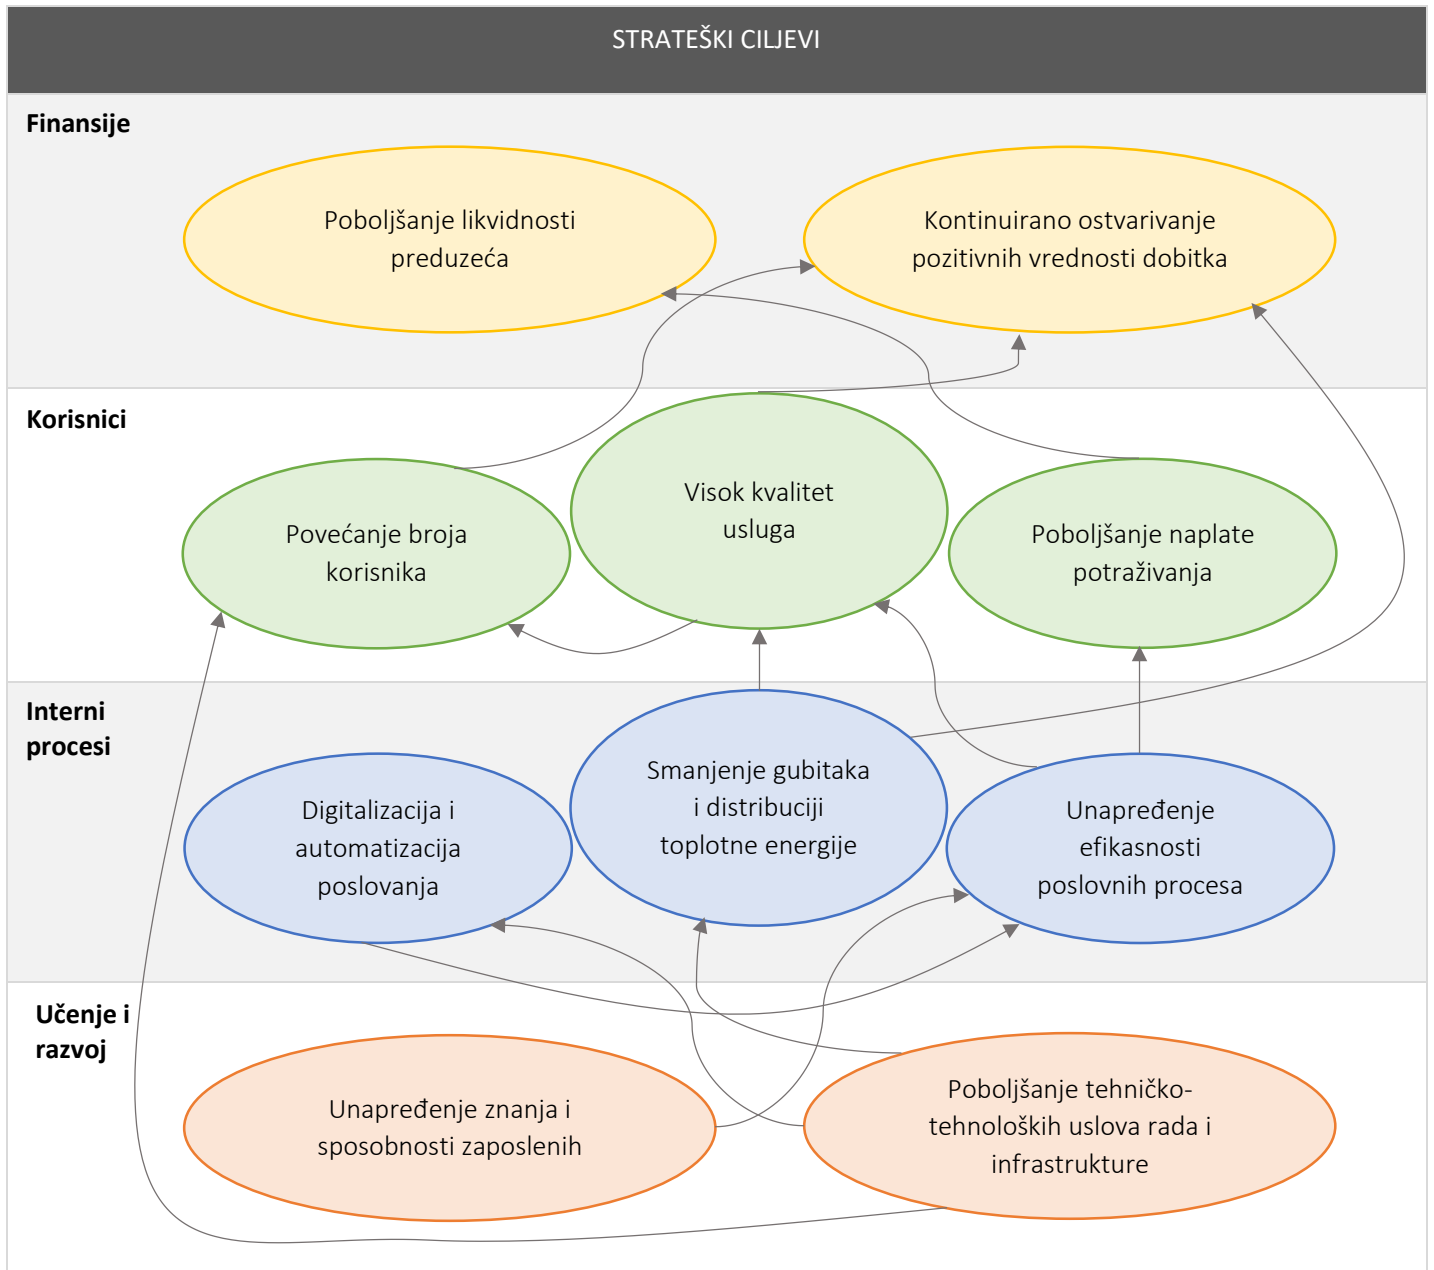 STRATEŠKI CILJEVI
Finansije
Poboljšanje likvidnosti
preduzeća
Kontinuirano ostvarivanje
pozitivnih vrednosti dobitka
Korisnici
Povećanje broja
korisnika
Visok kvalitet
usluga
Poboljšanje naplate
potraživanja
Interni
procesi
Digitalizacija i
automatizacija
poslovanja
Smanjenje gubitaka
i distribuciji
toplotne energije
Unapređenje
efikasnosti
poslovnih procesa
Učenje i
razvoj
Unapređenje znanja i
sposobnosti zaposlenih
Poboljšanje tehničko-
tehnoloških uslova rada i
infrastrukture